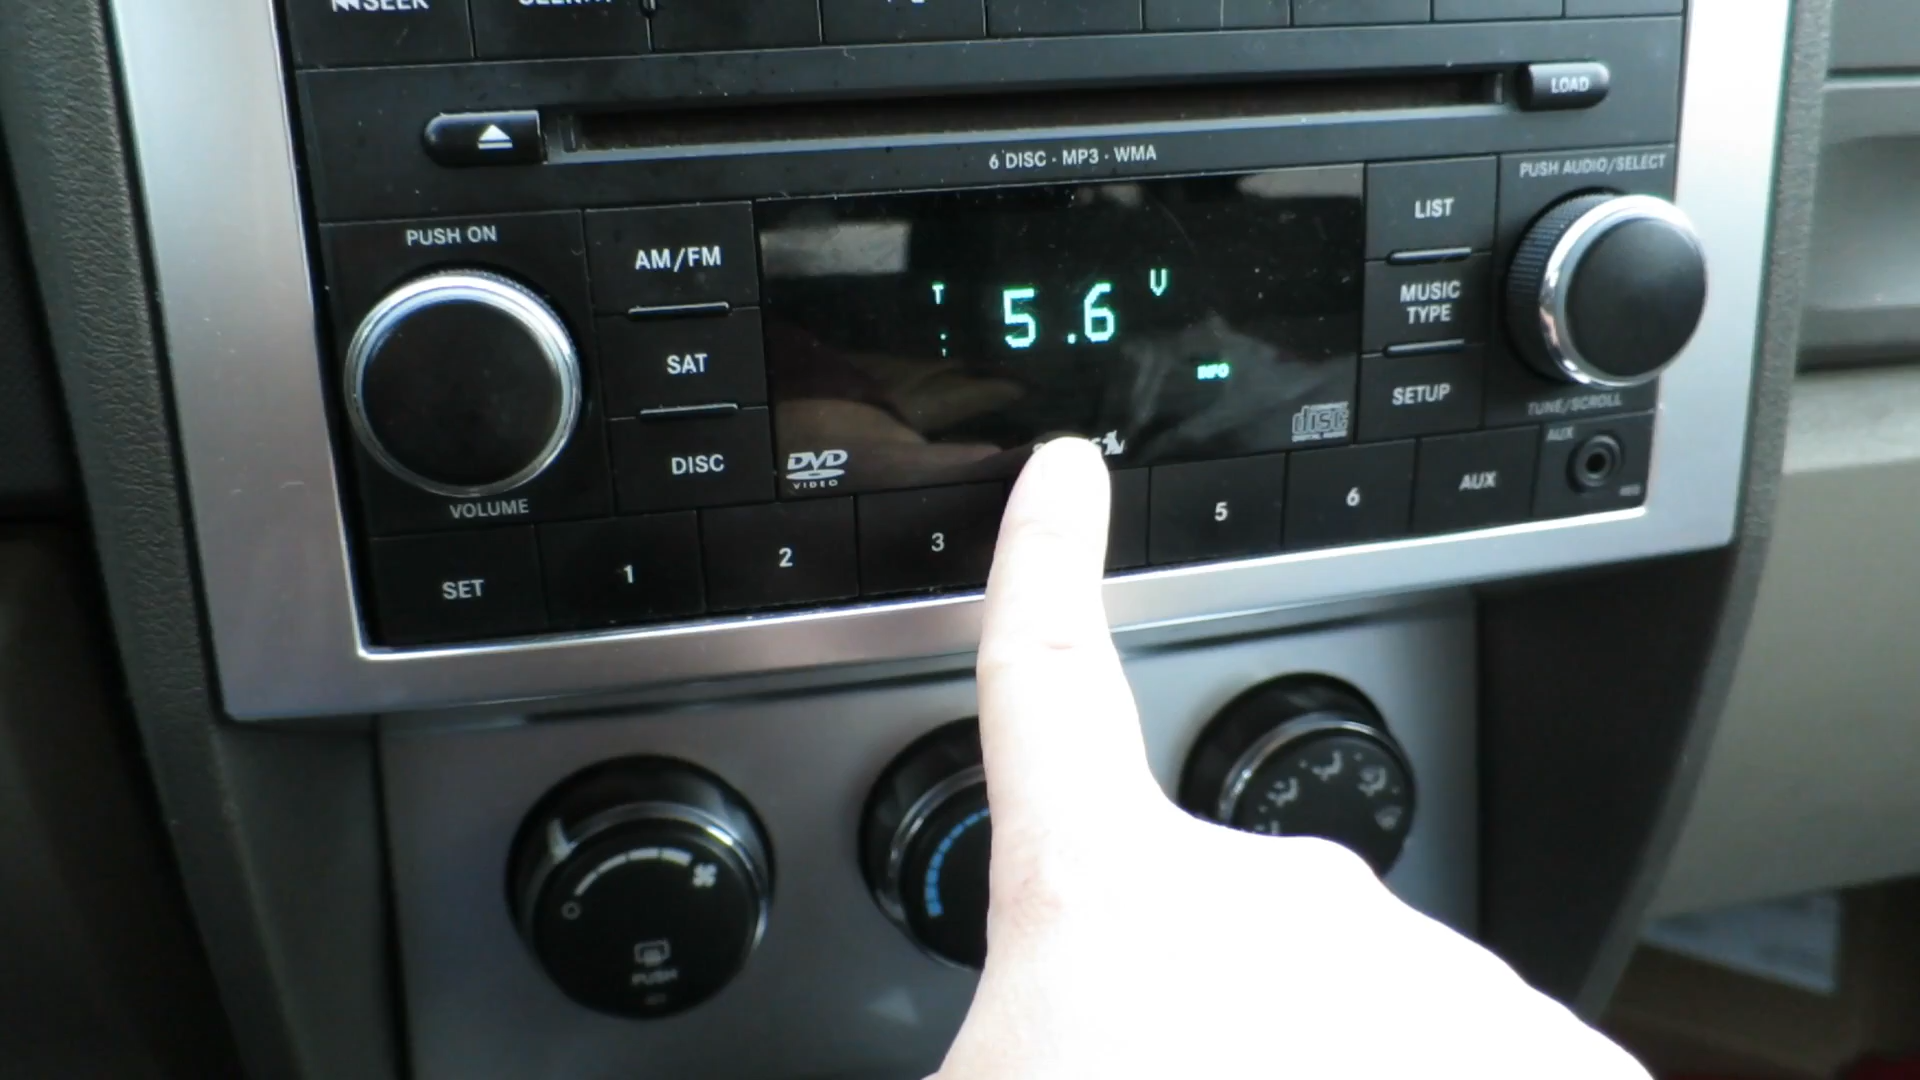 SEEK
LOAD
6 DISC · MP3 · WMA
PUSH AUDIO/SELECT
PUSH ON
AM/FM
LIST
T 5.6 V
MUSIC
TYPE
SAT
INFO
SETUP
TUNE/SCROLL
disc
DISC
DVD
VIDEO
AUX
VOLUME
SET
1
2
3
5
6
AUX
PUSH